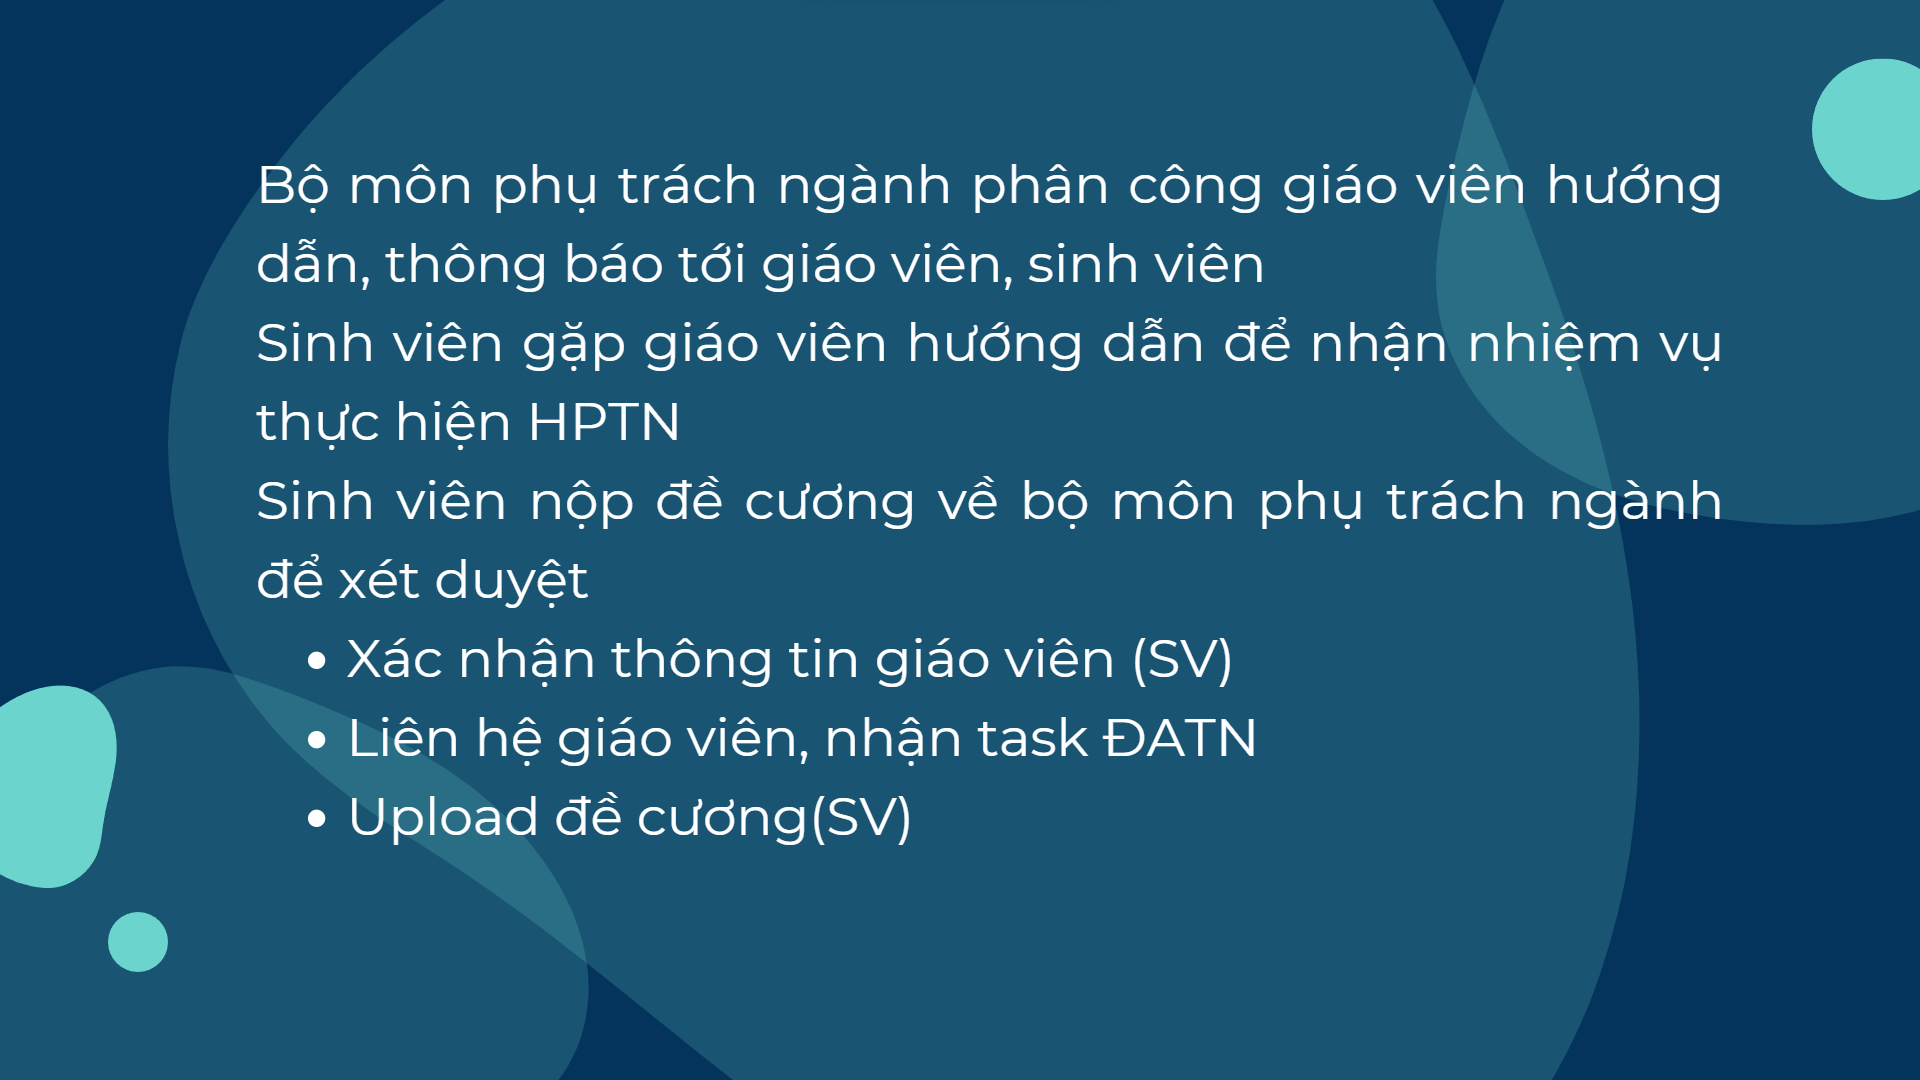 Bộ môn phụ trách ngành phân công giáo viên hướng
dẫn, thông báo tới giáo viên, sinh viên
Sinh viên gặp giáo viên hướng dẫn để nhận nhiệm vụ
thực hiện HPTN
Sinh viên nộp đề cương về bộ môn phụ trách ngành
để xét duyệt
• Xác nhận thông tin giáo viên (SV)
• Liên hệ giáo viên, nhận task ĐATN
• Upload đề cương(SV)